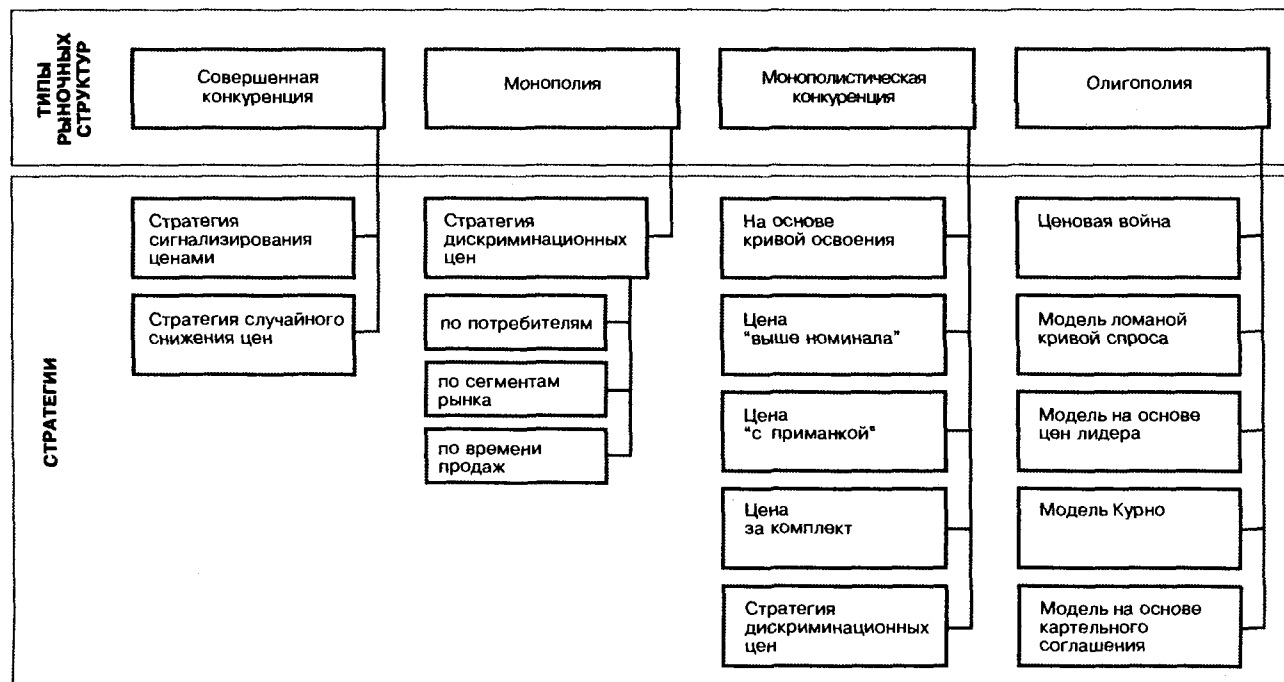 ТИПЫ
РЫНОЧНЫХ
СТРУКТУР
Совершенная
конкуренция
Монополия
Монополистическая
конкуренция
Олигополия
СТРАТЕГИИ
Стратегия
сигнализирования
ценами
Стратегия случайного
снижения цен
Стратегия
дискриминационных
цен
по потребителям
по сегментам
рынка
по времени
продаж
На основе
кривой освоения
Цена
"выше номинала"
Цена
"с приманкой"
Цена
за комплект
Стратегия
дискриминационных
цен
Ценовая война
Модель ломаной
кривой спроса
Модель на основе
цен лидера
Модель Курно
Модель на основе
картельного
соглашения